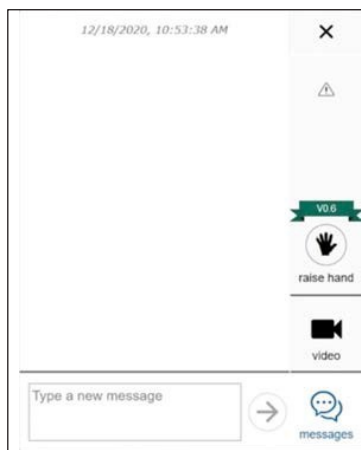 12/18/2020, 10:53:38 AM
V0.6
raise hand
video
Type a new message
messages